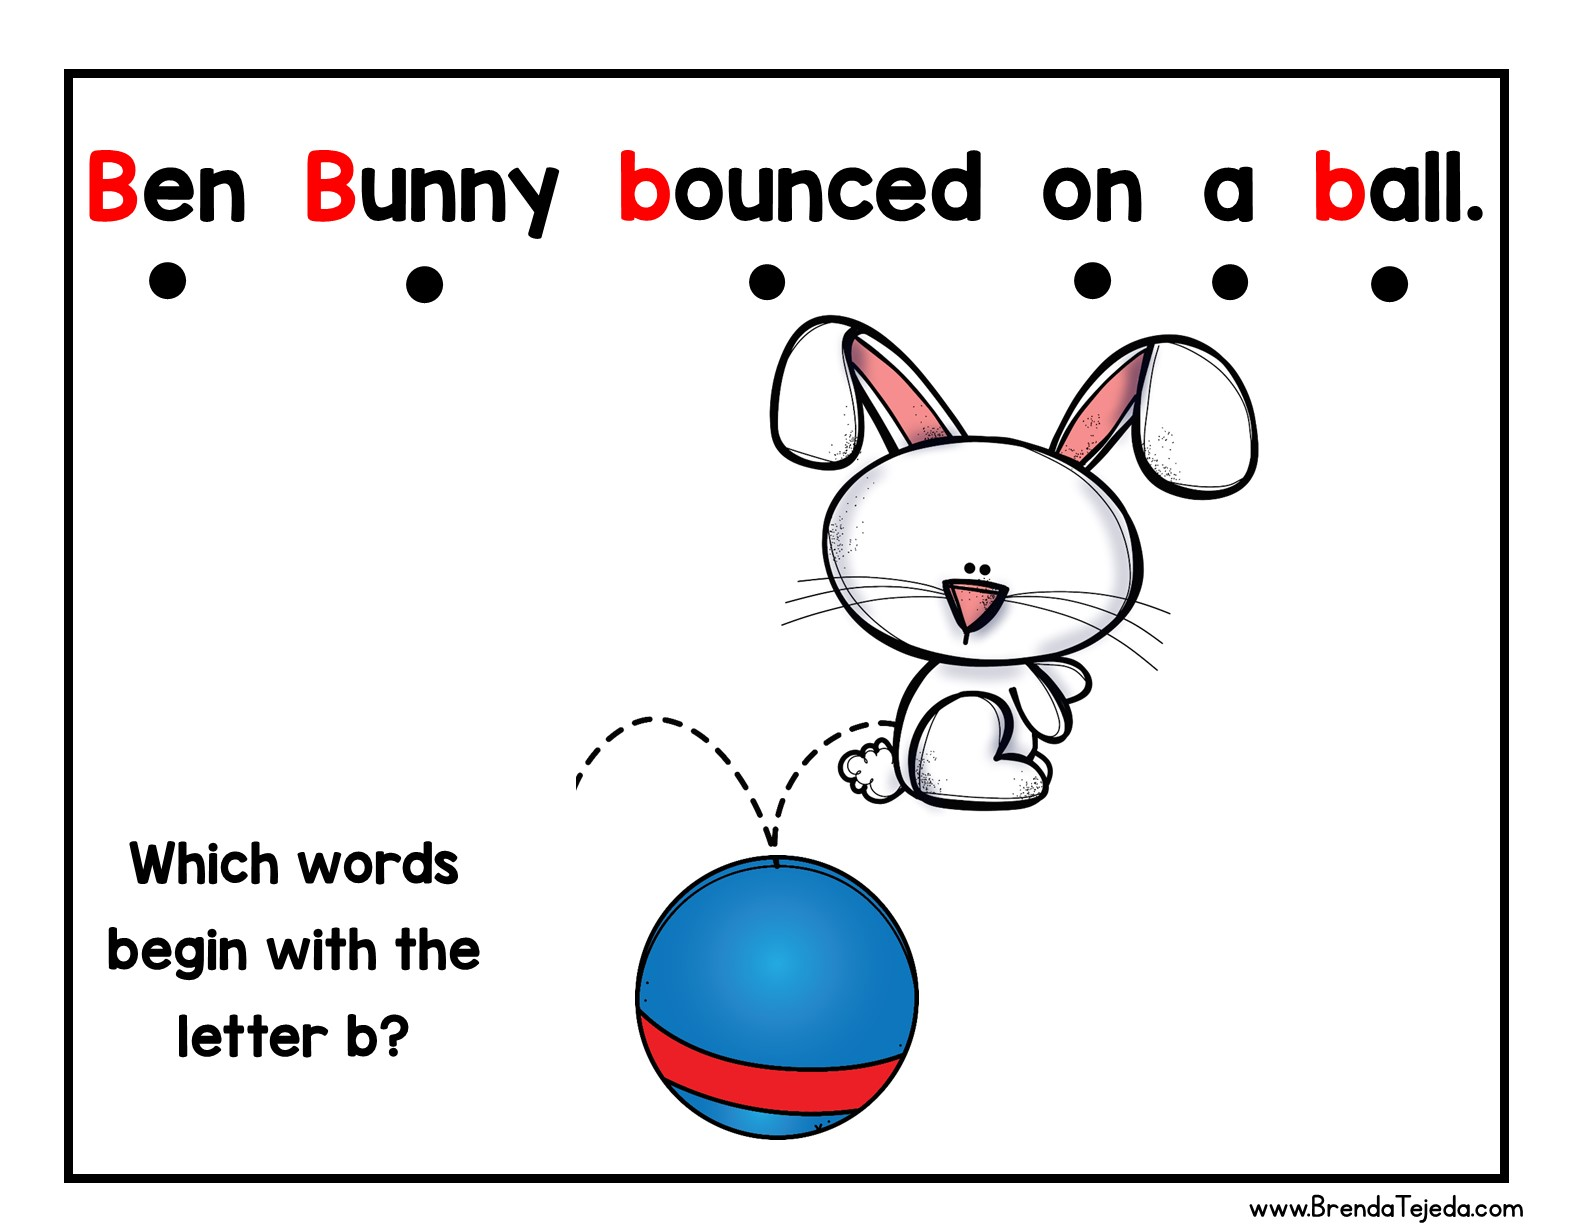 Ben Bunny bounced on a ball.
Which words
begin with the
letter b?
www.BrendaTejeda.com